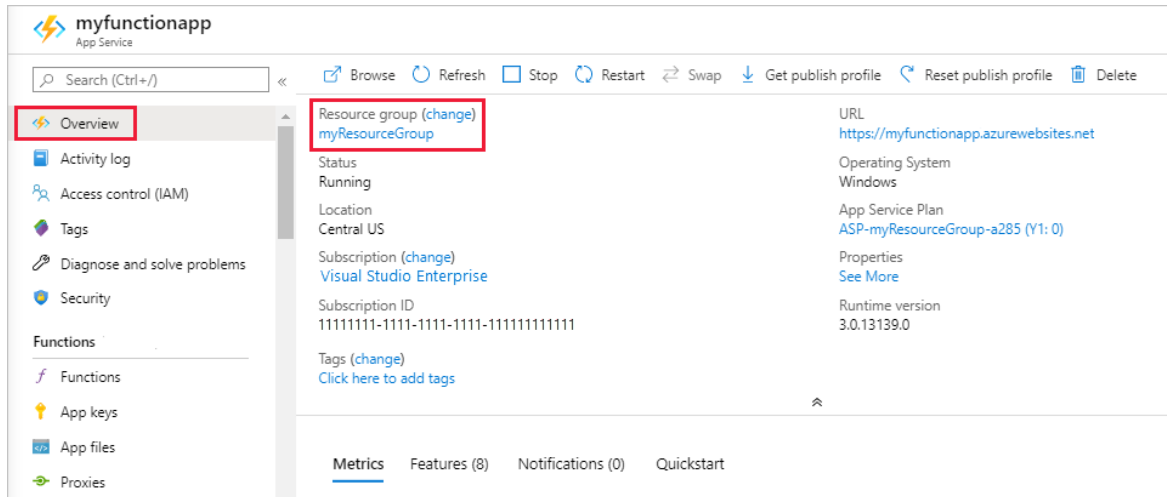 myfunctionapp
App Service
Search (Ctrl+/)
«
Browse Refresh Stop Restart Swap Get publish profile Reset publish profile Delete
Overview
Activity log
Access control (IAM)
Tags
Diagnose and solve problems
Security
Functions
Functions
App keys
App files
Proxies
Resource group (change)
myResourceGroup
Status
Running
Location
Central US
Subscription (change)
Visual Studio Enterprise
Subscription ID
11111111-1111-1111-1111-111111111111
Tags (change)
Click here to add tags
URL
https://myfunctionapp.azurewebsites.net
Operating System
Windows
App Service Plan
ASP-myResourceGroup-a285 (Y1: 0)
Properties
See More
Runtime version
3.0.13139.0
Metrics Features (8) Notifications (0) Quickstart